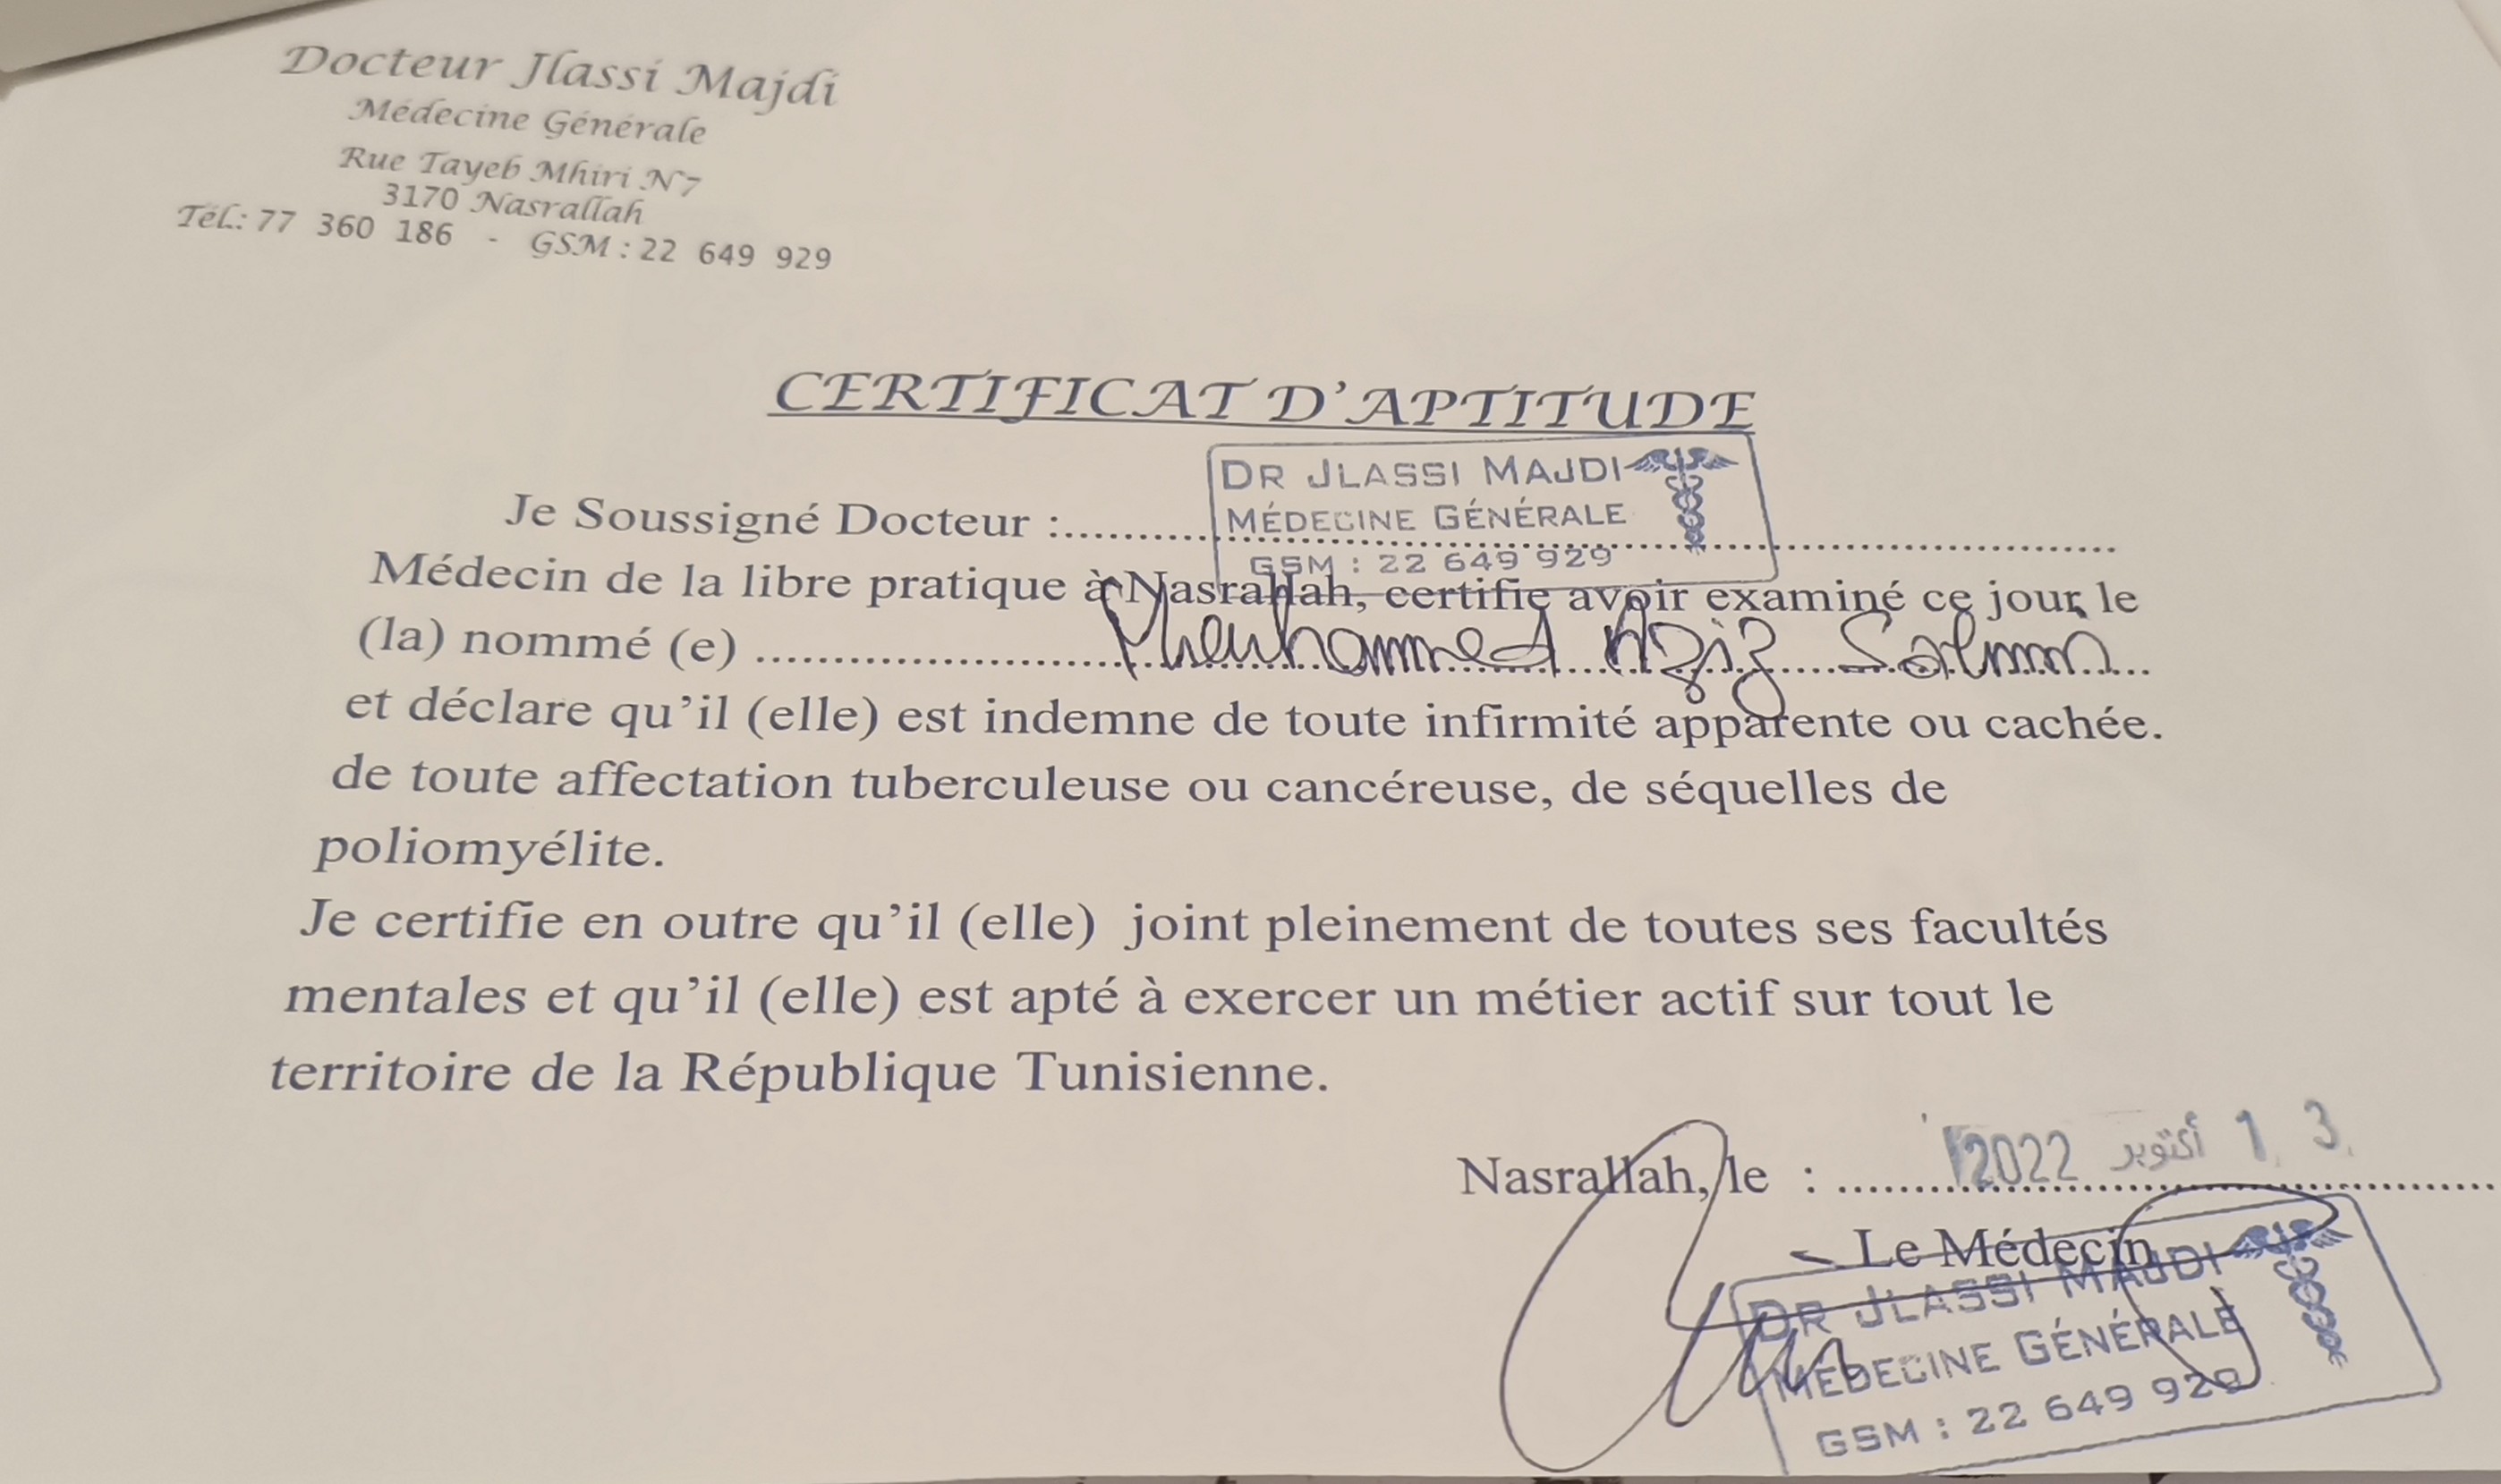 Docteur Jlassi Majdi
Médecine Générale
Rue Tayeb Mhiri N°7
3170 Nasrallah
Tél.: 77 360 186 - GSM : 22 649 929
CERTIFICAT D'APTITUDE
DR JLASSI MAJDI
MÉDECINE GÉNÉRALE
GSM : 22 649 929
Je Soussigné Docteur :
Médecin de la libre pratique à Nasrallah, certifie avoir examiné ce jour le
(la) nommé (e) Aziz
et déclare qu'il (elle) est indemne de toute infirmité apparente ou cachée.
de toute affectation tuberculeuse ou cancéreuse, de séquelles de
poliomyélite.
Je certifie en outre qu'il (elle) joint pleinement de toutes ses facultés
mentales et qu'il (elle) est apté à exercer un métier actif sur tout le
territoire de la République Tunisienne.
Nasrallah, le : 2022 أكتوبر 1 3
Le Médecin
DR JLASSI MAJDI
MÉDECINE GÉNÉRALE
GSM : 22 649 929